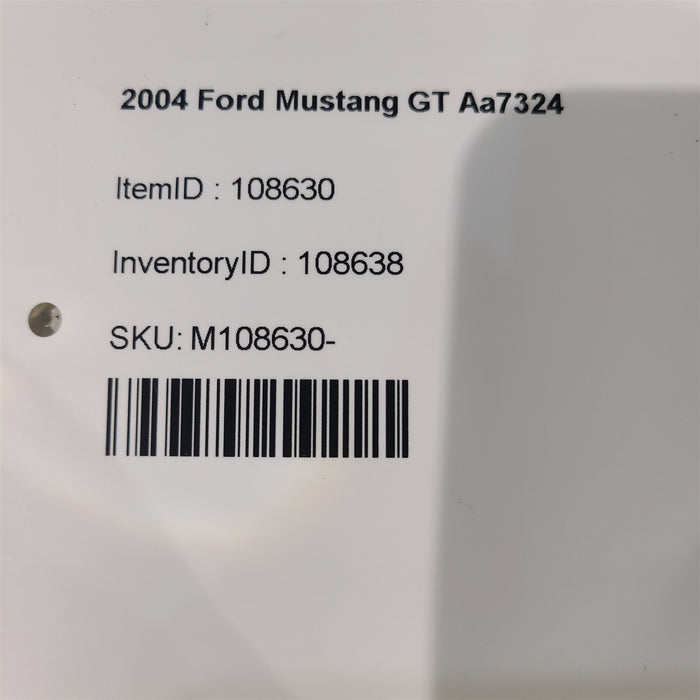 2004 Ford Mustang GT Aa7324
ItemID : 108630
InventoryID : 108638
SKU: M108630-